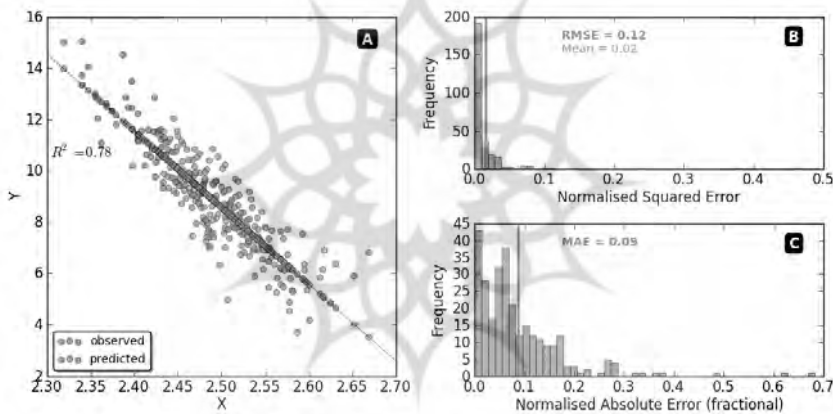 16
14
12
10
8
6
4
2
Y
A
R² =0.78
observed
predicted
2.30 2.35 2.40 2.45 2.50 2.55 2.60 2.65 2.70
X
200
150
100
50
0
Frequency
B
RMSE = 0.12
Mean = 0.02
0.0 0.1 0.2 0.3 0.4 0.5
Normalised Squared Error
45
40
35
30
25
20
15
10
5
0
Frequency
C
MAE = 0.09
0.0 0.1 0.2 0.3 0.4 0.5 0.6 0.7
Normalised Absolute Error (fractional)